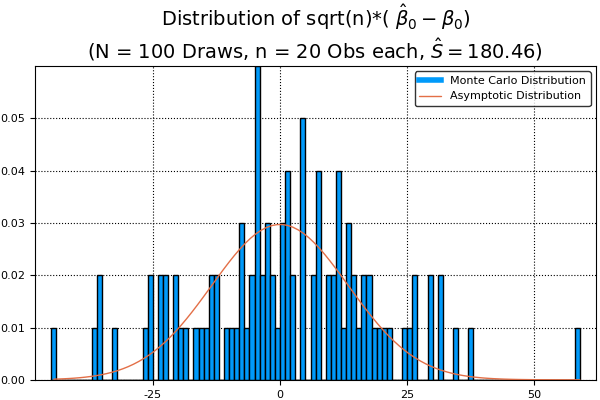 Distribution of sqrt(n)*( β̂₀ − β₀)
(N = 100 Draws, n = 20 Obs each, Ŝ = 180.46)
Monte Carlo Distribution
Asymptotic Distribution
0.05
0.04
0.03
0.02
0.01
0.00
-25 0 25 50